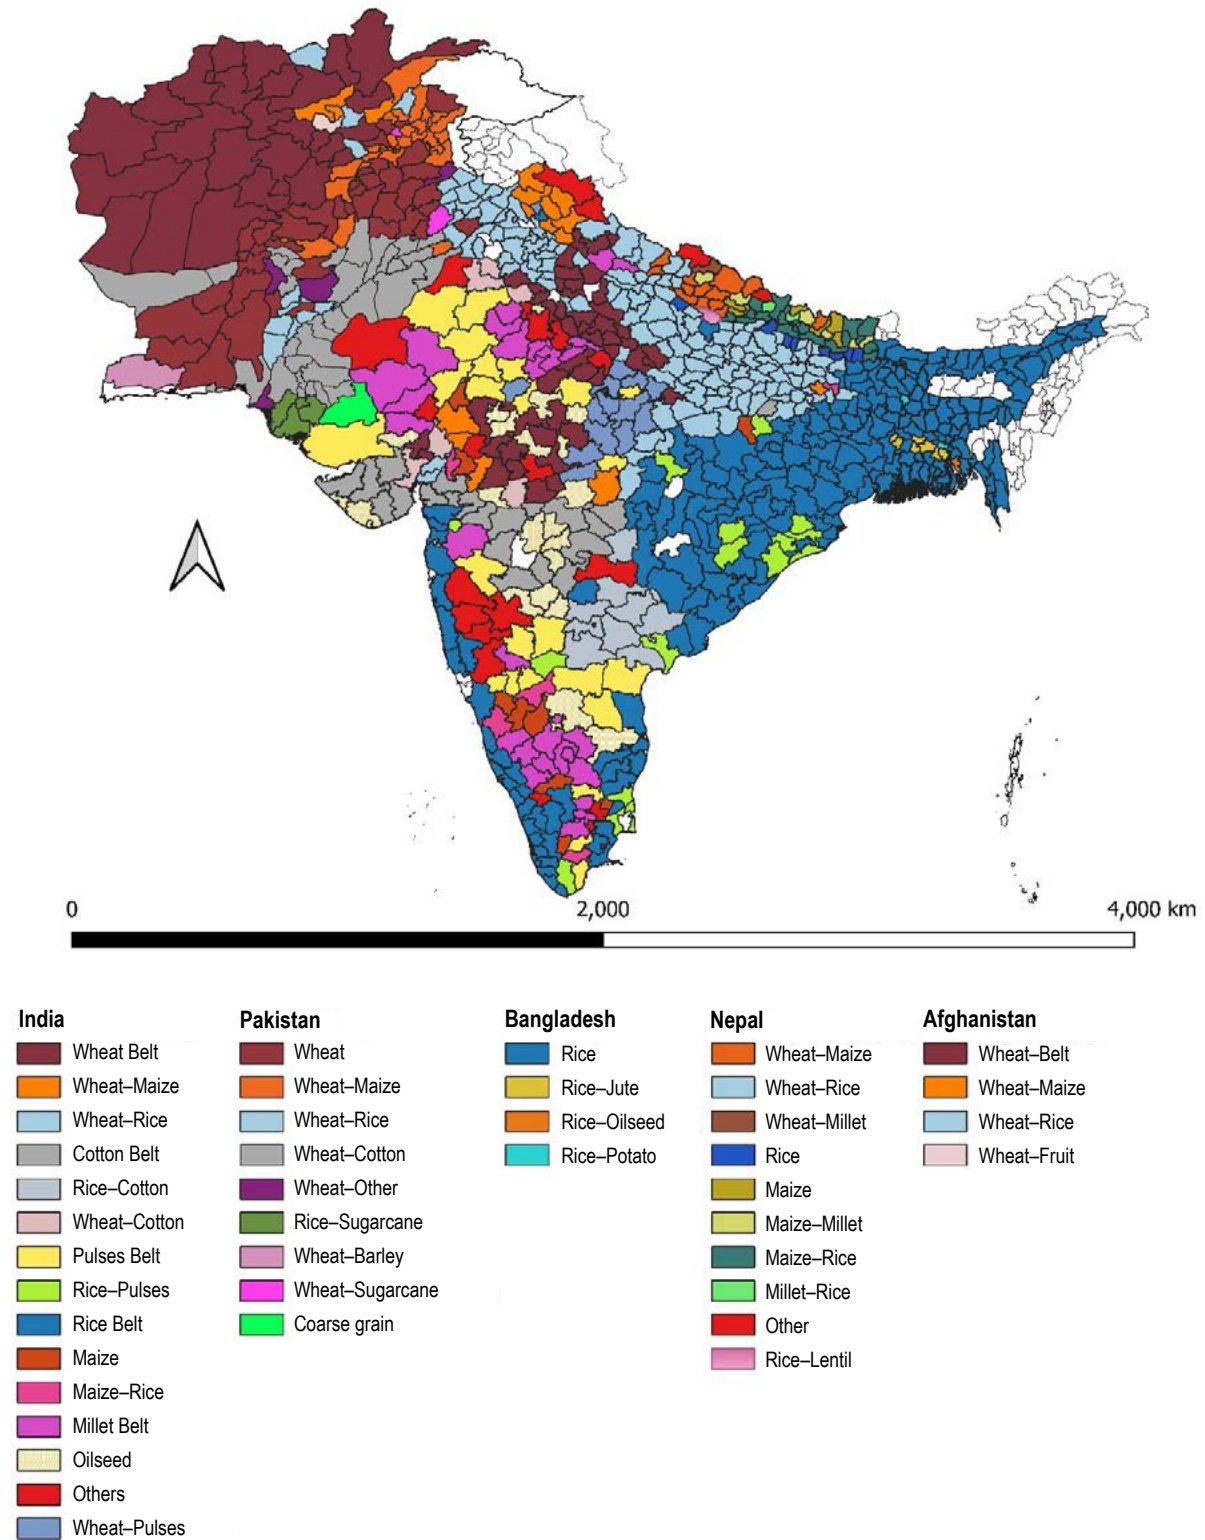 0 2,000 4,000 km
India
Wheat Belt
Wheat–Maize
Wheat–Rice
Cotton Belt
Rice–Cotton
Wheat–Cotton
Pulses Belt
Rice–Pulses
Rice Belt
Maize
Maize–Rice
Millet Belt
Oilseed
Others
Wheat–Pulses
Pakistan
Wheat
Wheat–Maize
Wheat–Rice
Wheat–Cotton
Wheat–Other
Rice–Sugarcane
Wheat–Barley
Wheat–Sugarcane
Coarse grain
Bangladesh
Rice
Rice–Jute
Rice–Oilseed
Rice–Potato
Nepal
Wheat–Maize
Wheat–Rice
Wheat–Millet
Rice
Maize
Maize–Millet
Maize–Rice
Millet–Rice
Other
Rice–Lentil
Afghanistan
Wheat–Belt
Wheat–Maize
Wheat–Rice
Wheat–Fruit